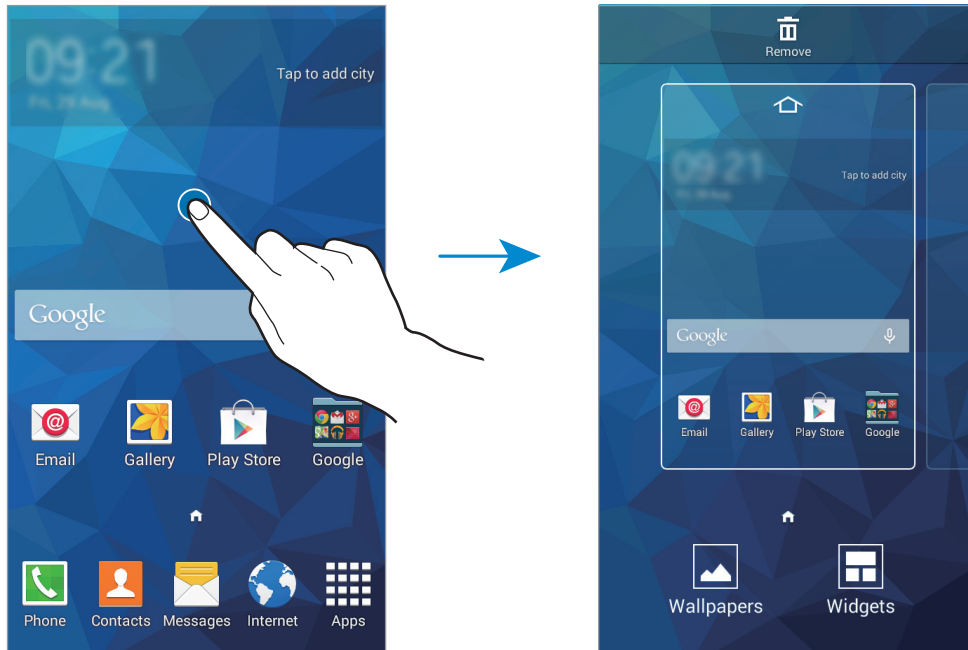 09:21
Tap to add city
Fri, 29 Aug
Google
Email Gallery Play Store Google
Phone Contacts Messages Internet Apps
Remove
09:21
Tap to add city
Google
Email Gallery Play Store Google
Wallpapers Widgets